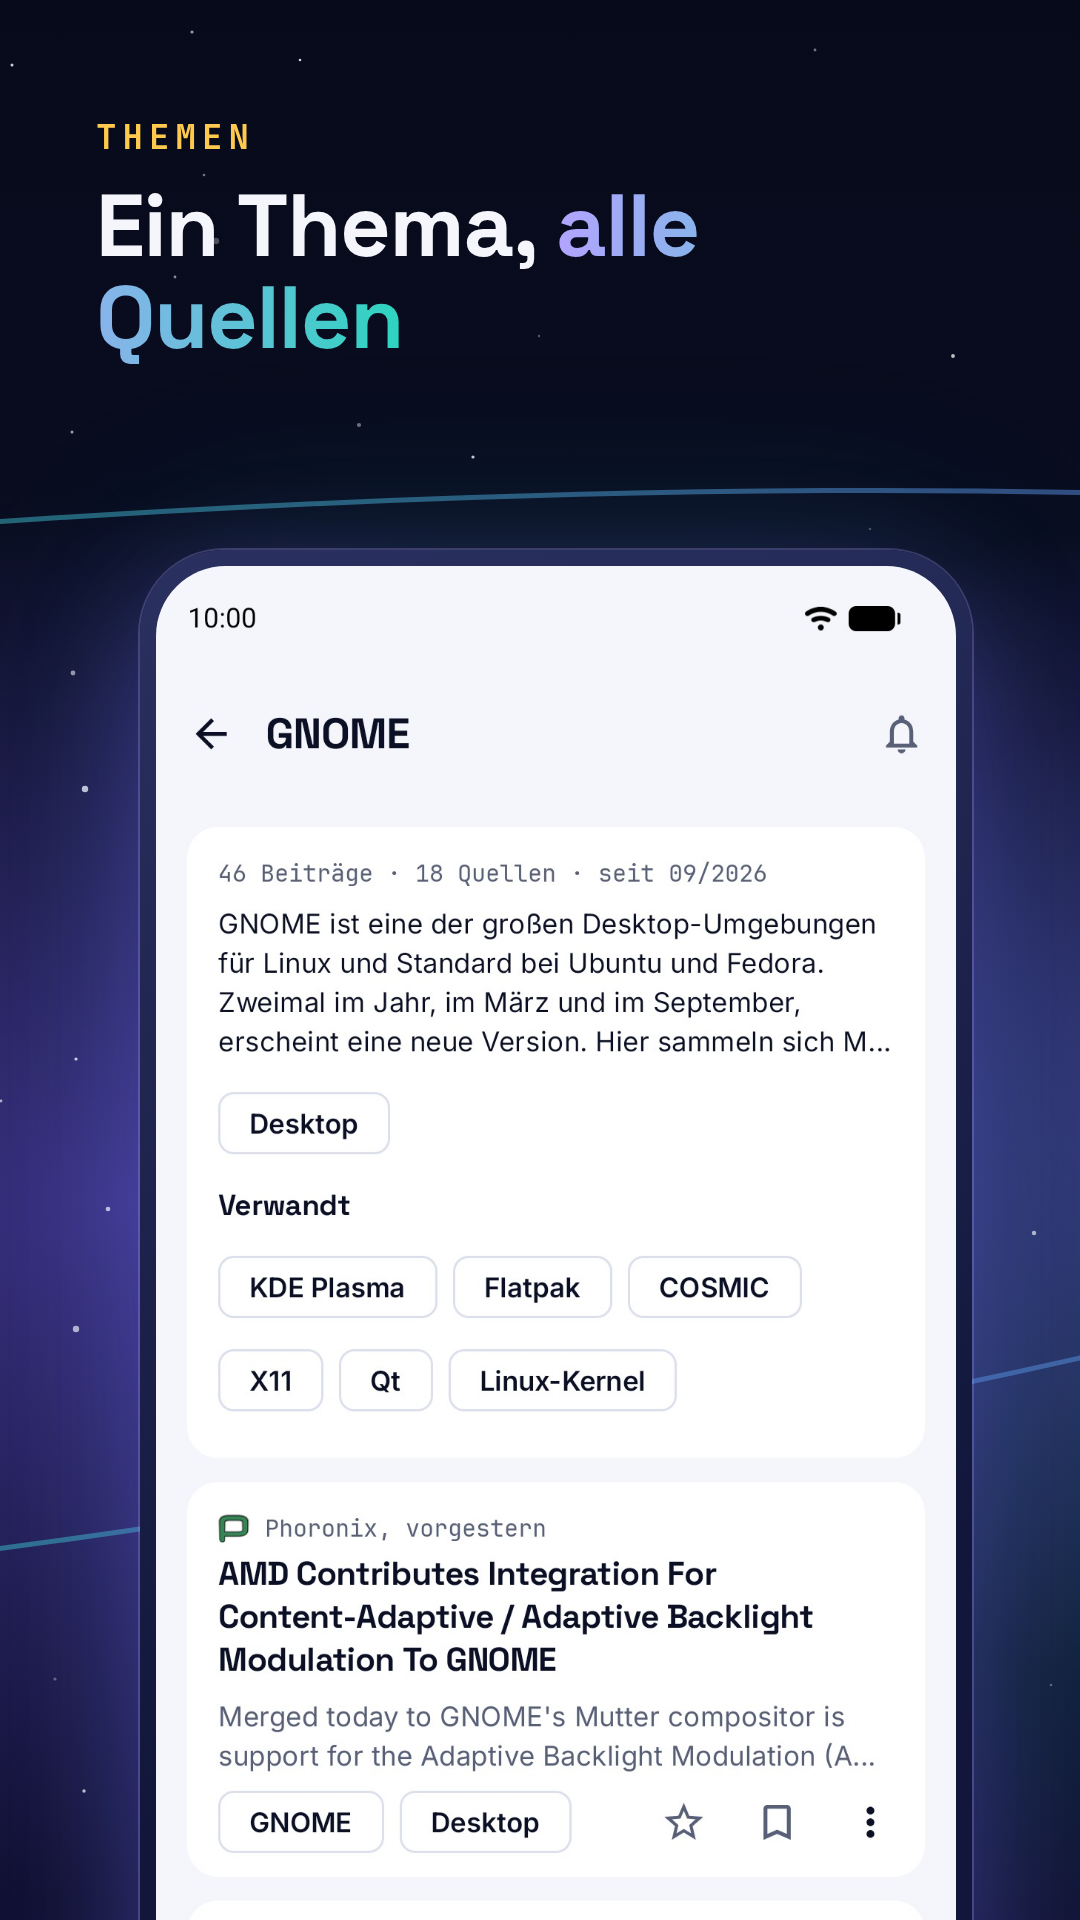 THEMEN
Ein Thema, alle
Quellen
10:00
GNOME
46 Beiträge · 18 Quellen · seit 09/2026
GNOME ist eine der großen Desktop-Umgebungen
für Linux und Standard bei Ubuntu und Fedora.
Zweimal im Jahr, im März und im September,
erscheint eine neue Version. Hier sammeln sich M...
Desktop
Verwandt
KDE Plasma Flatpak COSMIC
X11 Qt Linux-Kernel
Phoronix, vorgestern
AMD Contributes Integration For
Content-Adaptive / Adaptive Backlight
Modulation To GNOME
Merged today to GNOME's Mutter compositor is
support for the Adaptive Backlight Modulation (A...
GNOME Desktop